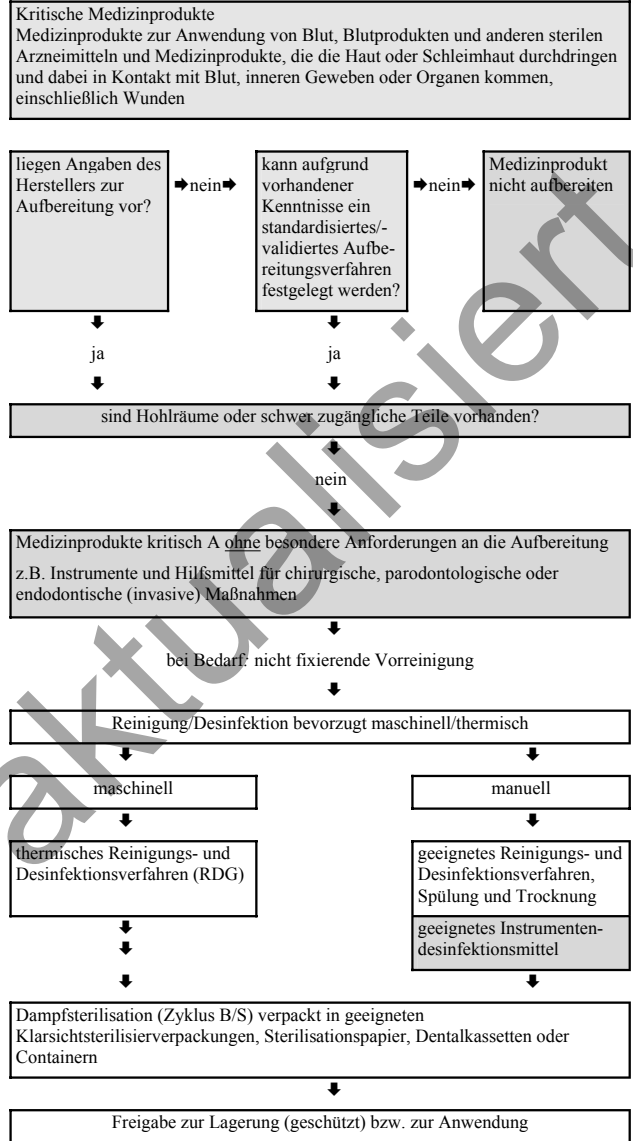 Kritische Medizinprodukte
Medizinprodukte zur Anwendung von Blut, Blutprodukten und anderen sterilen
Arzneimitteln und Medizinprodukte, die die Haut oder Schleimhaut durchdringen
und dabei in Kontakt mit Blut, inneren Geweben oder Organen kommen,
einschließlich Wunden
liegen Angaben des
Herstellers zur
Aufbereitung vor?
➡nein➡
kann aufgrund
vorhandener
Kenntnisse ein
standardisiertes/-
validiertes Aufbe-
reitungsverfahren
festgelegt werden?
➡nein➡
Medizinprodukt
nicht aufbereiten
ja
ja
sind Hohlräume oder schwer zugängliche Teile vorhanden?
nein
Medizinprodukte kritisch A ohne besondere Anforderungen an die Aufbereitung
z.B. Instrumente und Hilfsmittel für chirurgische, parodontologische oder
endodontische (invasive) Maßnahmen
bei Bedarf: nicht fixierende Vorreinigung
Reinigung/Desinfektion bevorzugt maschinell/thermisch
maschinell
manuell
thermisches Reinigungs- und
Desinfektionsverfahren (RDG)
geeignetes Reinigungs- und
Desinfektionsverfahren,
Spülung und Trocknung
geeignetes Instrumenten-
desinfektionsmittel
Dampfsterilisation (Zyklus B/S) verpackt in geeigneten
Klarsichtsterilisierverpackungen, Sterilisationspapier, Dentalkassetten oder
Containern
Freigabe zur Lagerung (geschützt) bzw. zur Anwendung
aktualisiert